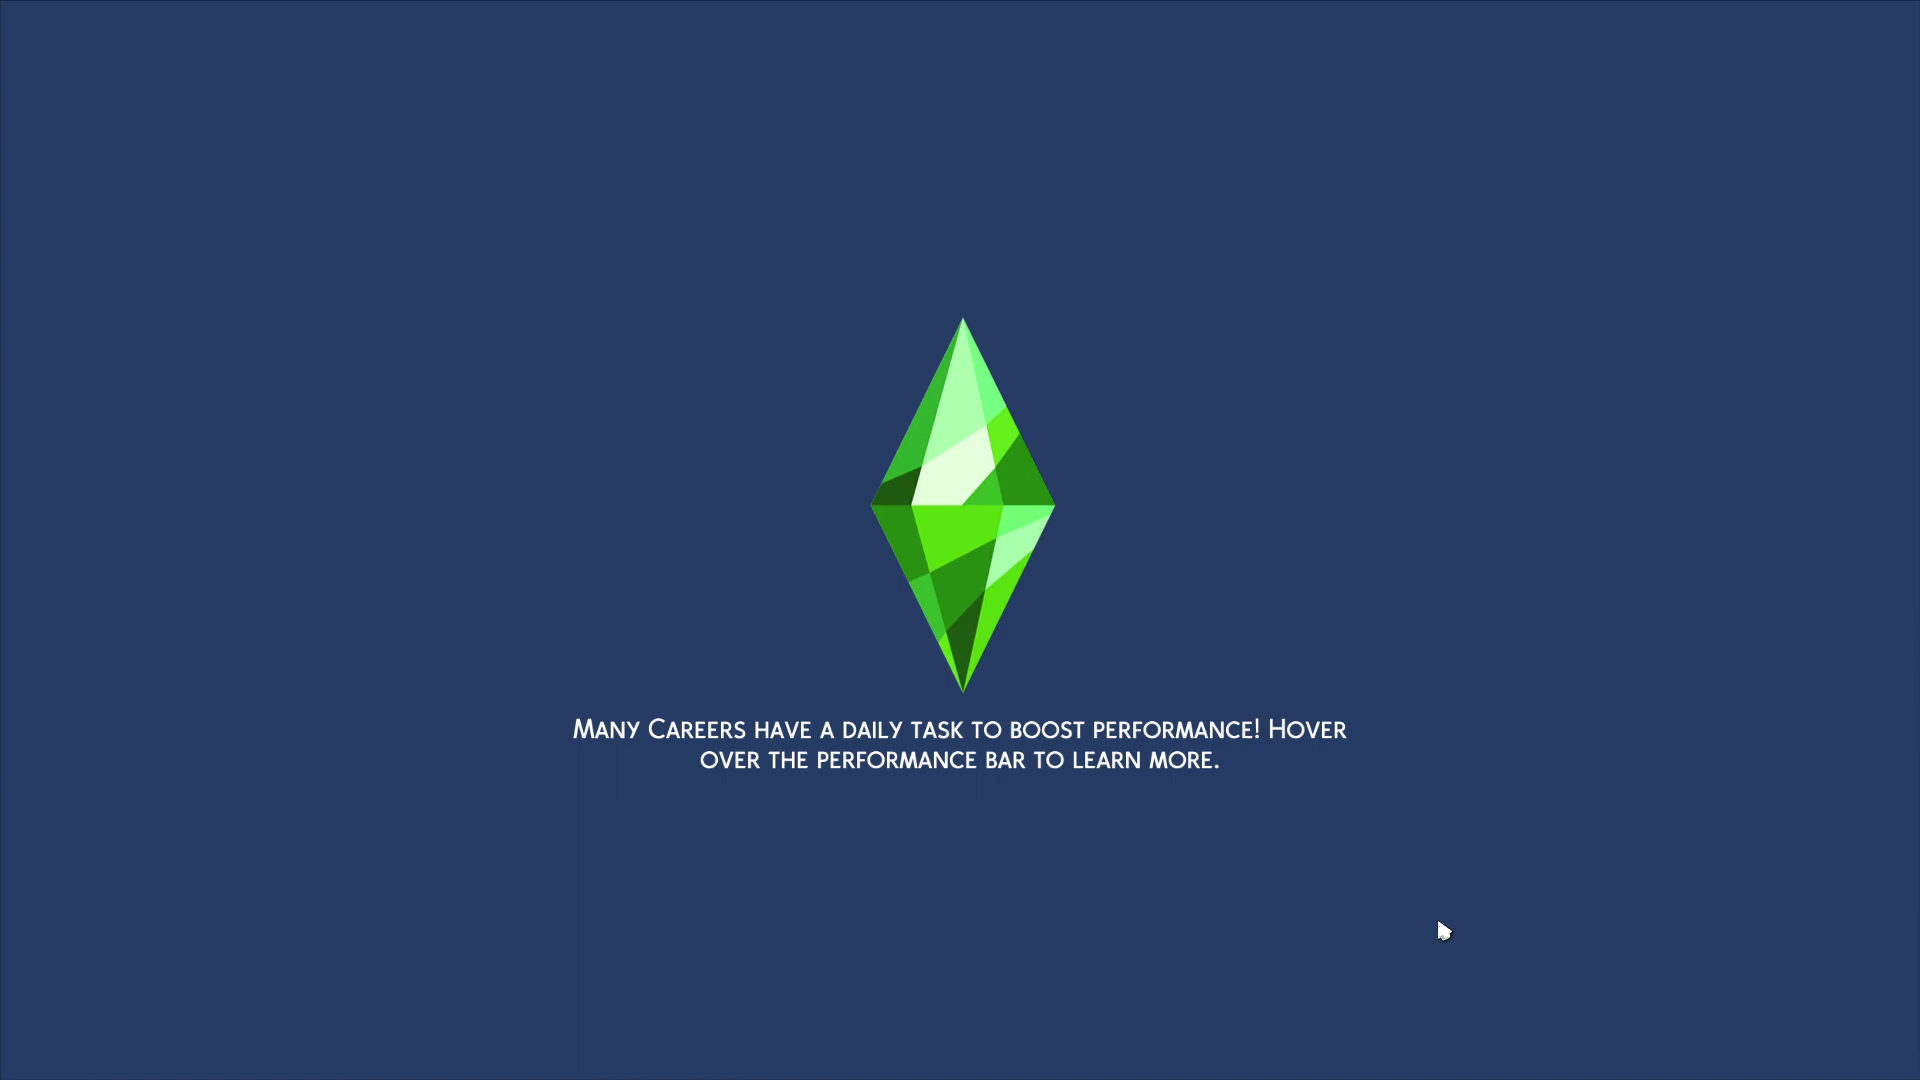 Many Careers have a daily task to boost performance! Hover
over the performance bar to learn more.